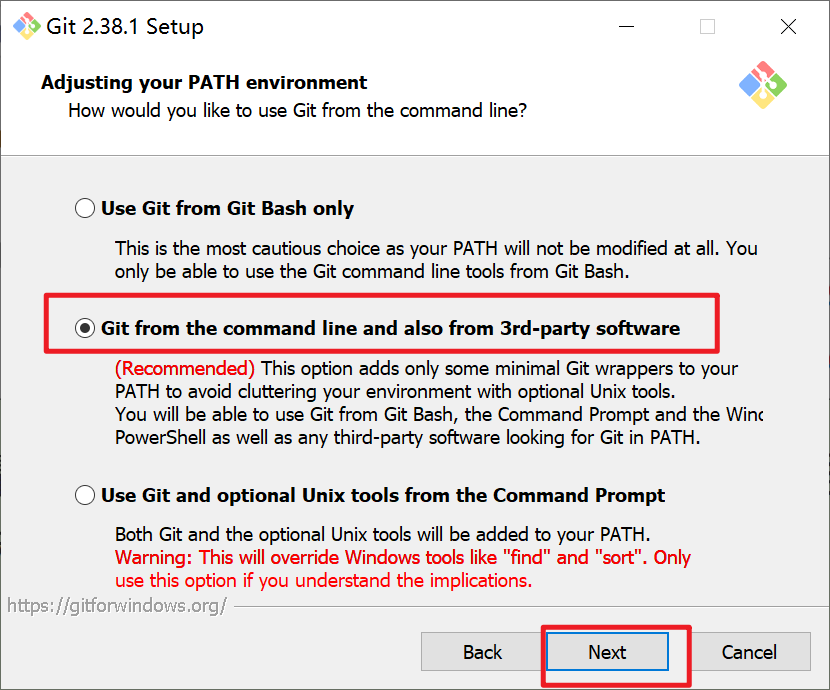 Git 2.38.1 Setup
Adjusting your PATH environment
How would you like to use Git from the command line?
Use Git from Git Bash only
This is the most cautious choice as your PATH will not be modified at all. You
only be able to use the Git command line tools from Git Bash.
Git from the command line and also from 3rd-party software
(Recommended) This option adds only some minimal Git wrappers to your
PATH to avoid cluttering your environment with optional Unix tools.
You will be able to use Git from Git Bash, the Command Prompt and the
PowerShell as well as any third-party software looking for Git in PATH.
Use Git and optional Unix tools from the Command Prompt
Both Git and the optional Unix tools will be added to your PATH.
Warning: This will override Windows tools like "find" and "sort". Only
use this option if you understand the implications.
https://gitforwindows.org/
Back Next Cancel